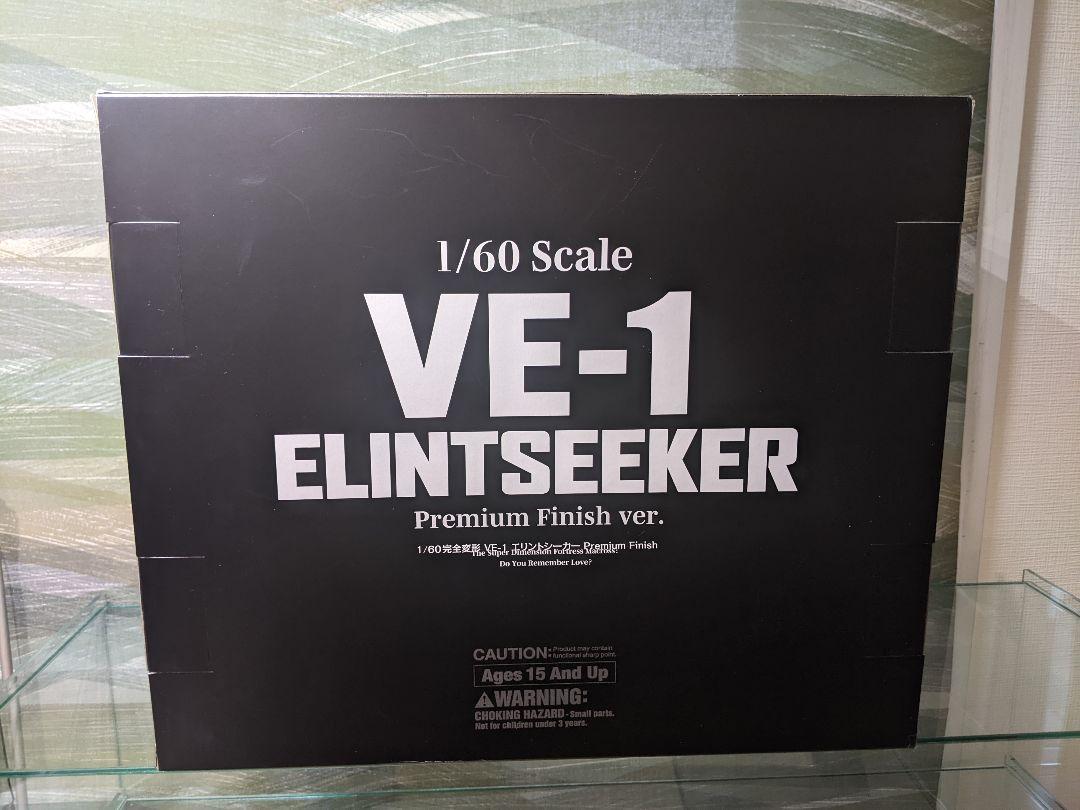 1/60 Scale
VE-1
ELINTSEEKER
Premium Finish ver.
1/60完全変形 VE-1 エリントシーカー Premium Finish
The Super Dimension Fortress Macross:
Do You Remember Love?
CAUTION: Product may contain
functional sharp point.
Ages 15 And Up
⚠WARNING:
CHOKING HAZARD - Small parts.
Not for children under 3 years.